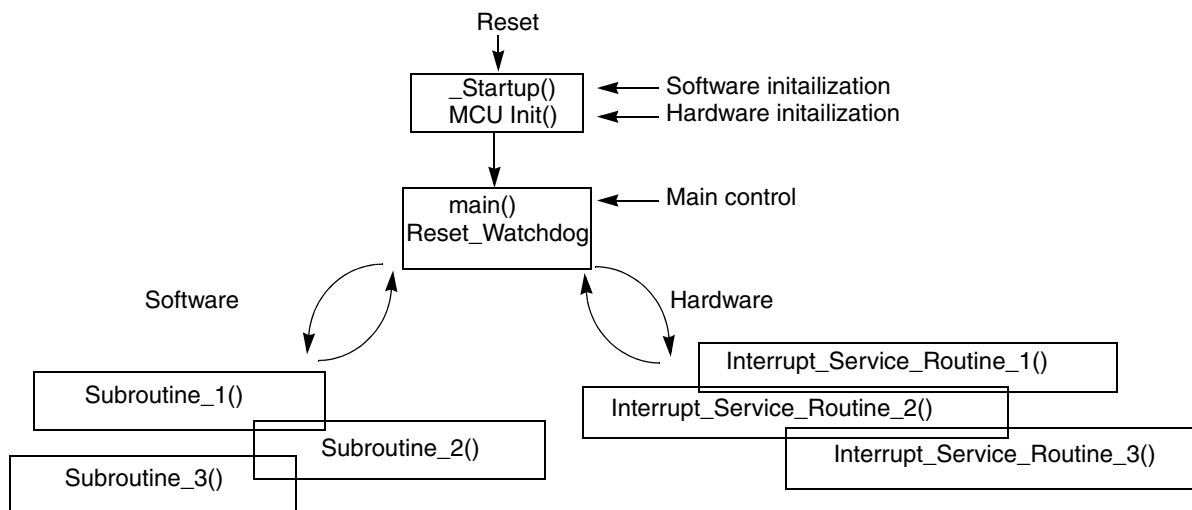 Reset
_Startup()
MCU Init()
Software initailization
Hardware initailization
main()
Reset_Watchdog
Main control
Software
Hardware
Subroutine_1()
Subroutine_2()
Subroutine_3()
Interrupt_Service_Routine_1()
Interrupt_Service_Routine_2()
Interrupt_Service_Routine_3()